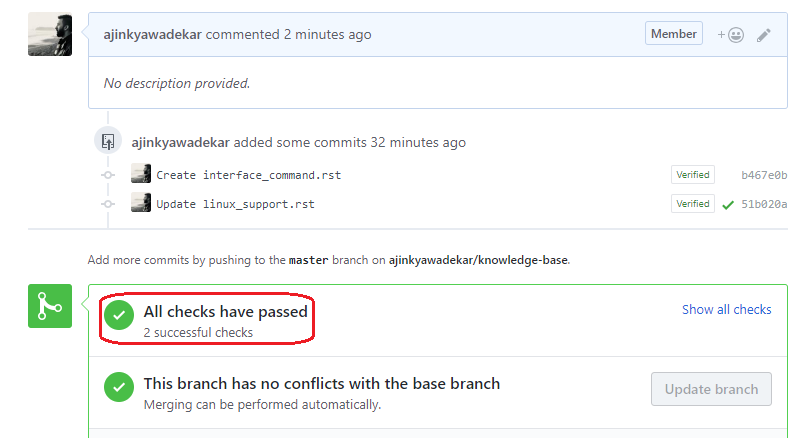 ajinkyawadekar commented 2 minutes ago Member +
No description provided.
ajinkyawadekar added some commits 32 minutes ago
Create interface_command.rst Verified b467e0b
Update linux_support.rst Verified 51b020a
Add more commits by pushing to the master branch on ajinkyawadekar/knowledge-base.
All checks have passed Show all checks
2 successful checks
This branch has no conflicts with the base branch Update branch
Merging can be performed automatically.